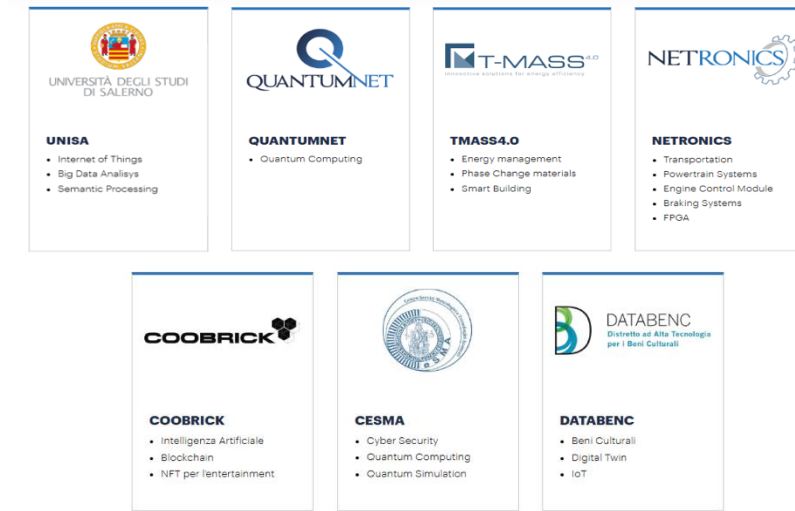 UNIVERSITÀ DEGLI STUDI
DI SALERNO
UNISA
• Internet of Things
• Big Data Analisys
• Semantic Processing
QUANTUMNET
QUANTUMNET
• Quantum Computing
T-MASS4.0
Innovative solutions for energy efficiency
TMASS4.0
• Energy management
• Phase Change materials
• Smart Building
NETRONICS
NETRONICS
• Transportation
• Powertrain Systems
• Engine Control Module
• Braking Systems
• FPGA
COOBRICK
COOBRICK
• Intelligenza Artificiale
• Blockchain
• NFT per l'entertainment
CeSMA
CESMA
• Cyber Security
• Quantum Computing
• Quantum Simulation
DATABENC
Distretto ad Alta Tecnologia
per i Beni Culturali
DATABENC
• Beni Culturali
• Digital Twin
• IoT